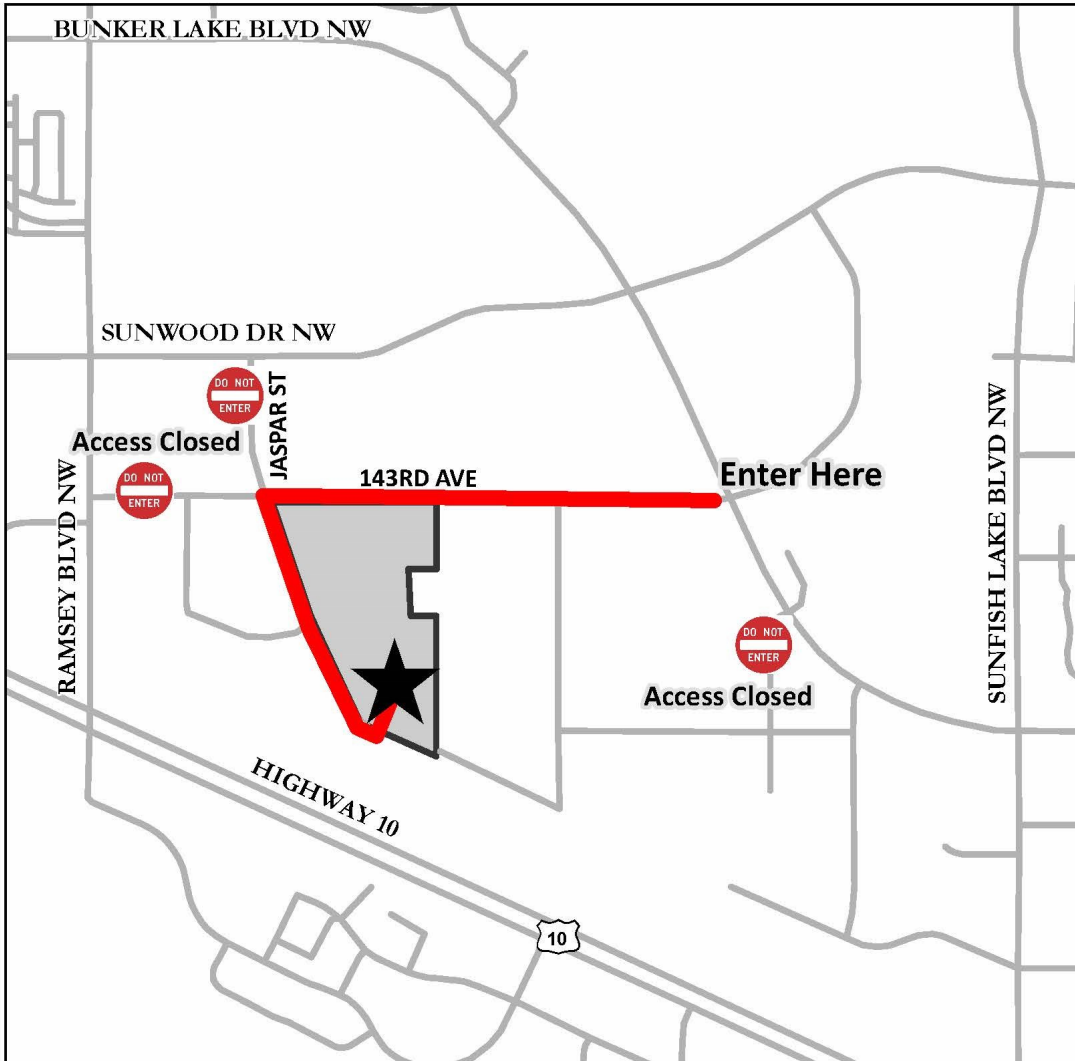 BUNKER LAKE BLVD NW
SUNWOOD DR NW
DO NOT
ENTER
JASPAR ST
Access Closed
DO NOT
ENTER
143RD AVE
Enter Here
RAMSEY BLVD NW
SUNFISH LAKE BLVD NW
DO NOT
ENTER
Access Closed
HIGHWAY 10
10